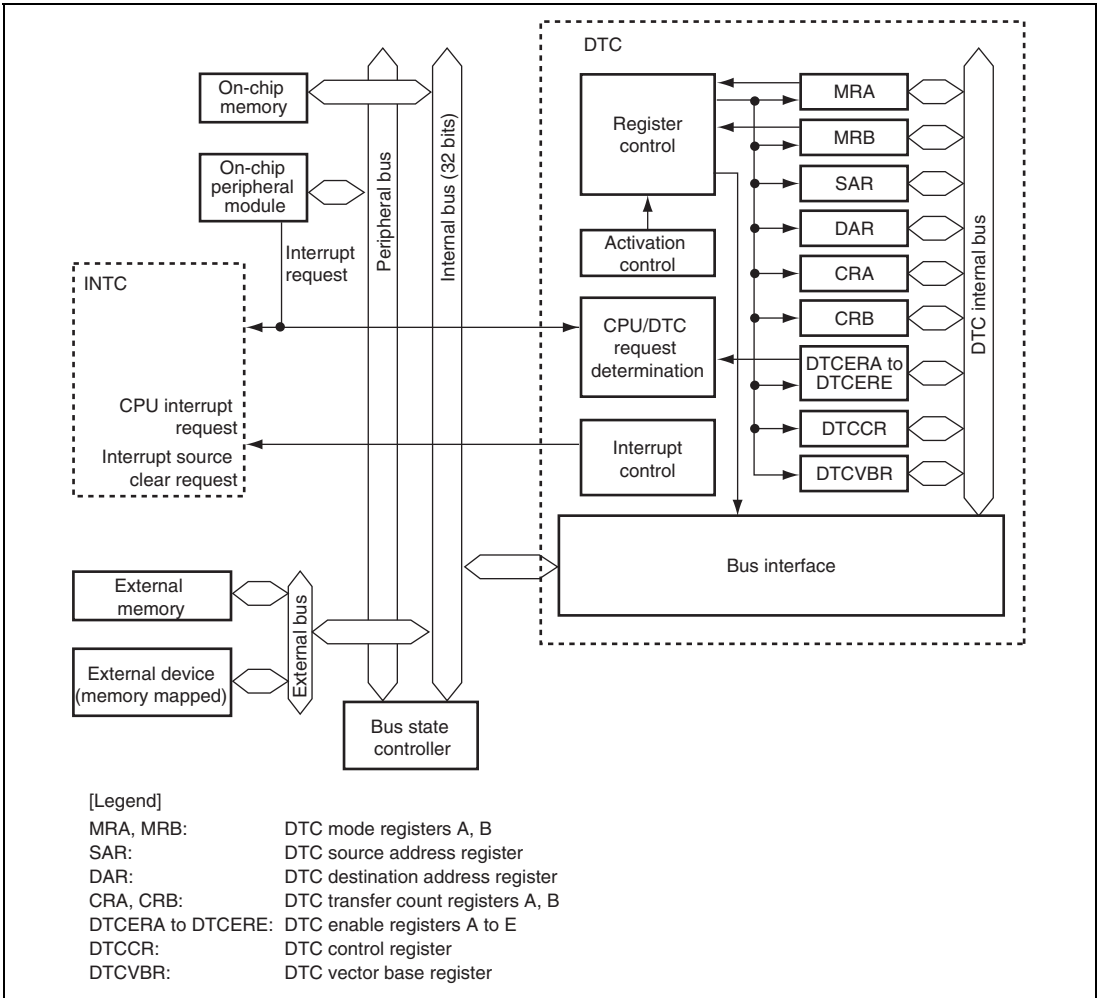 DTC
On-chip
memory
On-chip
peripheral
module
Interrupt
request
Peripheral bus
Internal bus (32 bits)
Register
control
Activation
control
CPU/DTC
request
determination
Interrupt
control
MRA
MRB
SAR
DAR
CRA
CRB
DTCERA to
DTCERE
DTCCR
DTCVBR
DTC internal bus
INTC
CPU interrupt
request
Interrupt source
clear request
Bus interface
External
memory
External device
(memory mapped)
External bus
Bus state
controller
[Legend]
MRA, MRB: DTC mode registers A, B
SAR: DTC source address register
DAR: DTC destination address register
CRA, CRB: DTC transfer count registers A, B
DTCERA to DTCERE: DTC enable registers A to E
DTCCR: DTC control register
DTCVBR: DTC vector base register